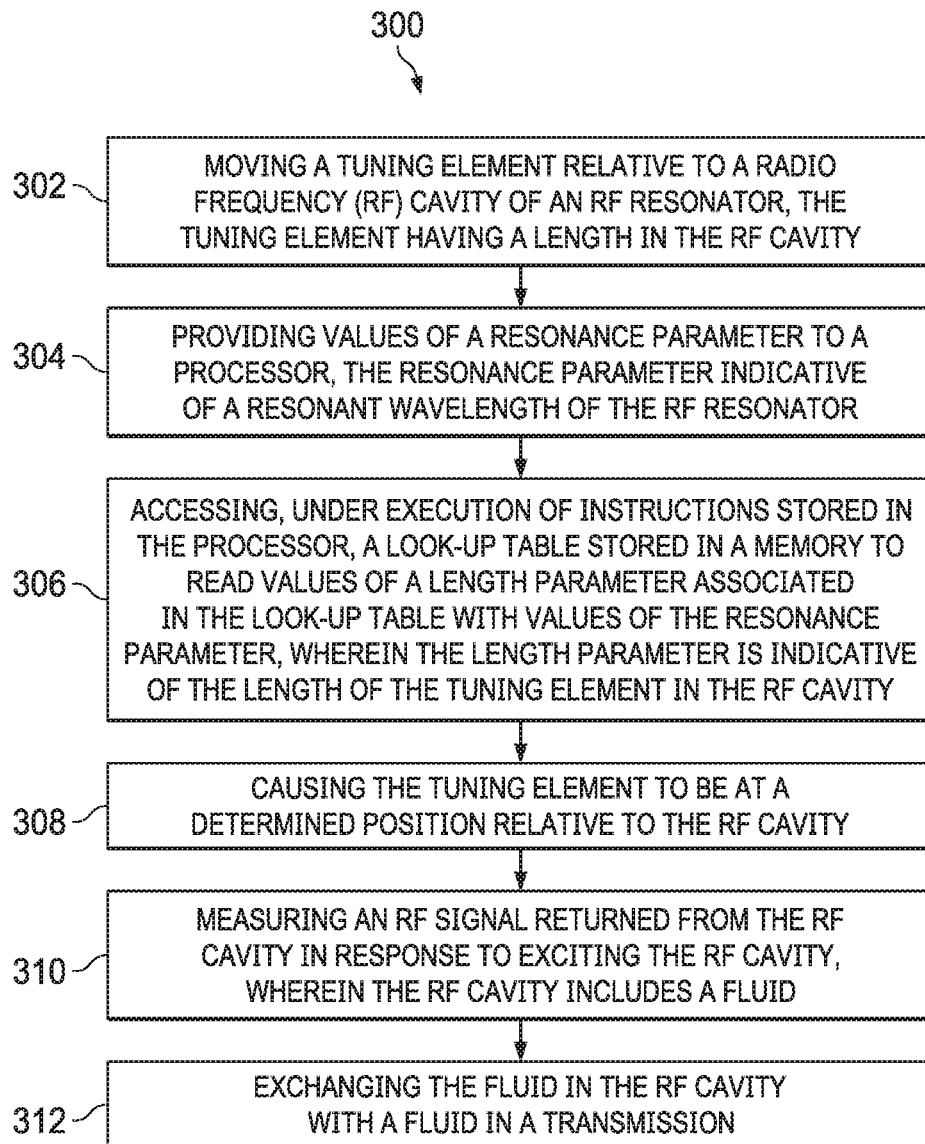 300
302
MOVING A TUNING ELEMENT RELATIVE TO A RADIO
FREQUENCY (RF) CAVITY OF AN RF RESONATOR, THE
TUNING ELEMENT HAVING A LENGTH IN THE RF CAVITY
304
PROVIDING VALUES OF A RESONANCE PARAMETER TO A
PROCESSOR, THE RESONANCE PARAMETER INDICATIVE
OF A RESONANT WAVELENGTH OF THE RF RESONATOR
306
ACCESSING, UNDER EXECUTION OF INSTRUCTIONS STORED IN
THE PROCESSOR, A LOOK-UP TABLE STORED IN A MEMORY TO
READ VALUES OF A LENGTH PARAMETER ASSOCIATED
IN THE LOOK-UP TABLE WITH VALUES OF THE RESONANCE
PARAMETER, WHEREIN THE LENGTH PARAMETER IS INDICATIVE
OF THE LENGTH OF THE TUNING ELEMENT IN THE RF CAVITY
308
CAUSING THE TUNING ELEMENT TO BE AT A
DETERMINED POSITION RELATIVE TO THE RF CAVITY
310
MEASURING AN RF SIGNAL RETURNED FROM THE RF
CAVITY IN RESPONSE TO EXCITING THE RF CAVITY,
WHEREIN THE RF CAVITY INCLUDES A FLUID
312
EXCHANGING THE FLUID IN THE RF CAVITY
WITH A FLUID IN A TRANSMISSION